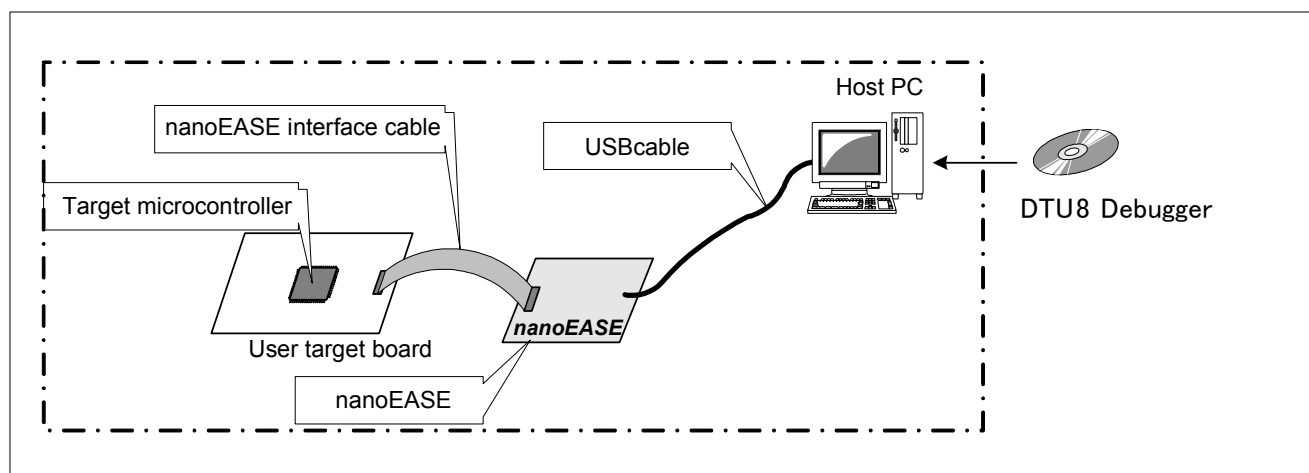 Host PC
nanoEASE interface cable
USBcable
Target microcontroller
DTU8 Debugger
nanoEASE
User target board
nanoEASE